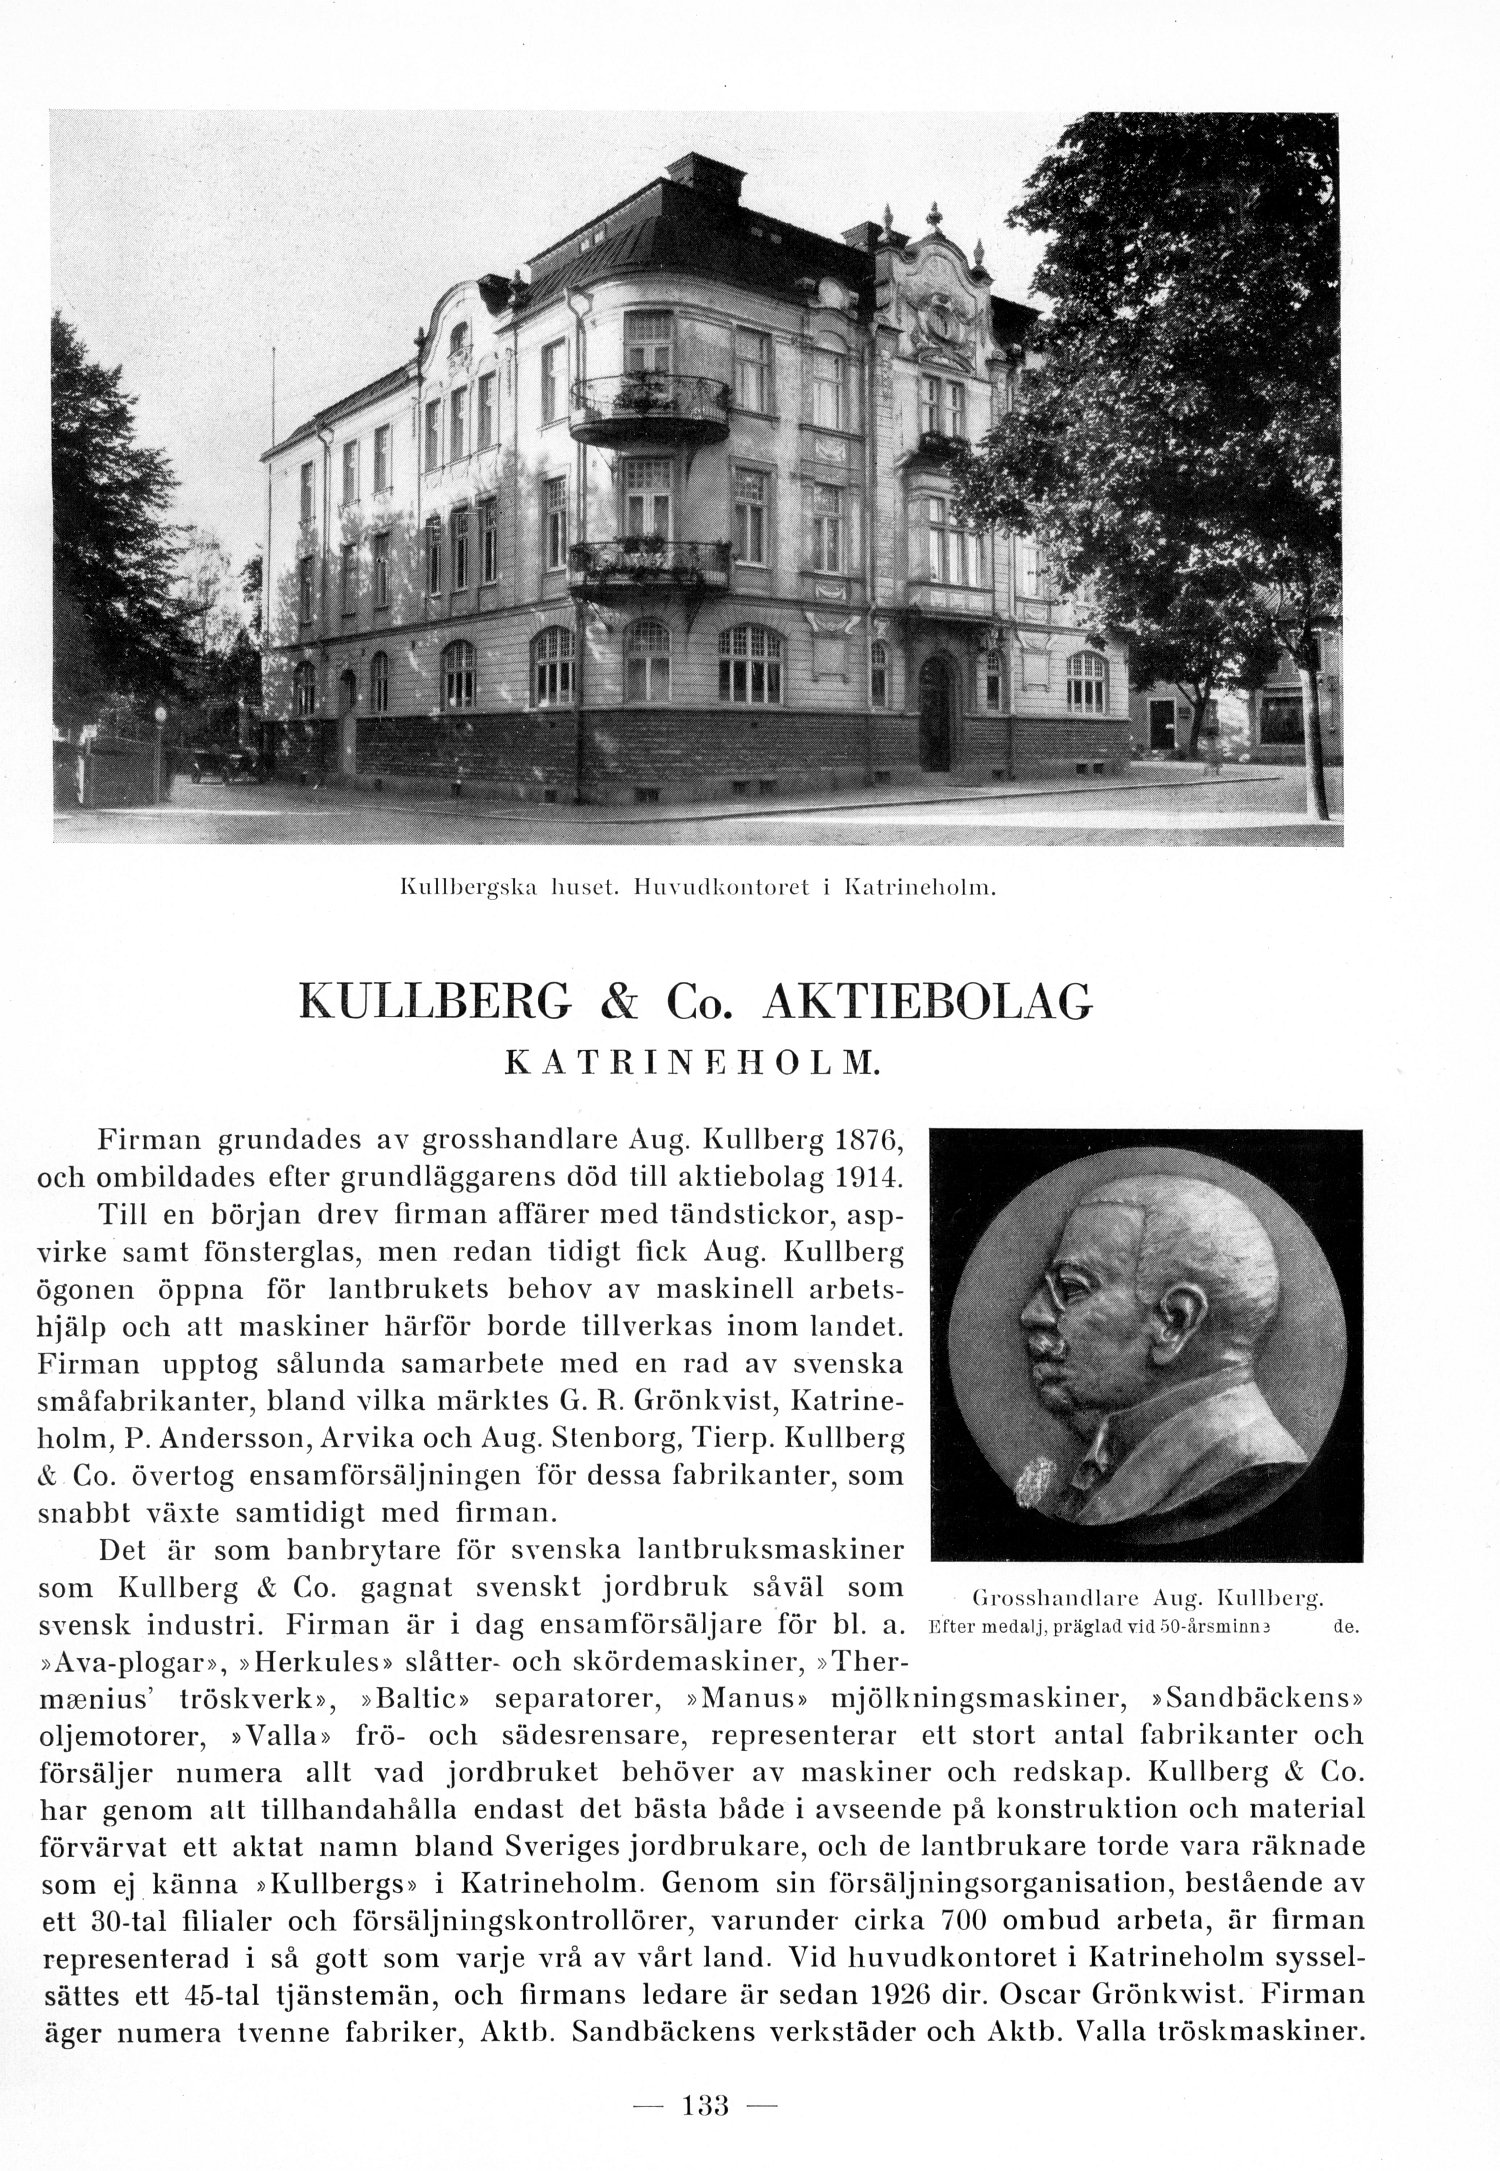 Kullbergska huset. Huvudkontoret i Katrineholm.
KULLBERG & Co. AKTIEBOLAG
KATRINEHOLM.
Firman grundades av grosshandlare Aug. Kullberg 1876,
och ombildades efter grundläggarens död till aktiebolag 1914.
Till en början drev firman affärer med tändstickor, asp-
virke samt fönsterglas, men redan tidigt fick Aug. Kullberg
ögonen öppna för lantbrukets behov av maskinell arbets-
hjälp och att maskiner härför borde tillverkas inom landet.
Firman upptog sålunda samarbete med en rad av svenska
småfabrikanter, bland vilka märktes G. R. Grönkvist, Katrine-
holm, P. Andersson, Arvika och Aug. Stenborg, Tierp. Kullberg
& Co. övertog ensamförsäljningen för dessa fabrikanter, som
snabbt växte samtidigt med firman.
Det är som banbrytare för svenska lantbruksmaskiner
som Kullberg & Co. gagnat svenskt jordbruk såväl som
svensk industri. Firman är i dag ensamförsäljare för bl. a.
»Ava-plogar», »Herkules» slåtter- och skördemaskiner, »Ther-
mænius' tröskverk», »Baltic» separatorer, »Manus» mjölkningsmaskiner, »Sandbäckens»
oljemotorer, »Valla» frö- och sädesrensare, representerar ett stort antal fabrikanter och
försäljer numera allt vad jordbruket behöver av maskiner och redskap. Kullberg & Co.
har genom att tillhandahålla endast det bästa både i avseende på konstruktion och material
förvärvat ett aktat namn bland Sveriges jordbrukare, och de lantbrukare torde vara räknade
som ej känna »Kullbergs» i Katrineholm. Genom sin försäljningsorganisation, bestående av
ett 30-tal filialer och försäljningskontrollörer, varunder cirka 700 ombud arbeta, är firman
representerad i så gott som varje vrå av vårt land. Vid huvudkontoret i Katrineholm syssel-
sättes ett 45-tal tjänstemän, och firmans ledare är sedan 1926 dir. Oscar Grönkwist. Firman
äger numera tvenne fabriker, Aktb. Sandbäckens verkstäder och Aktb. Valla tröskmaskiner.
Grosshandlare Aug. Kullberg.
Efter medalj, präglad vid 50-årsminn de.
— 133 —